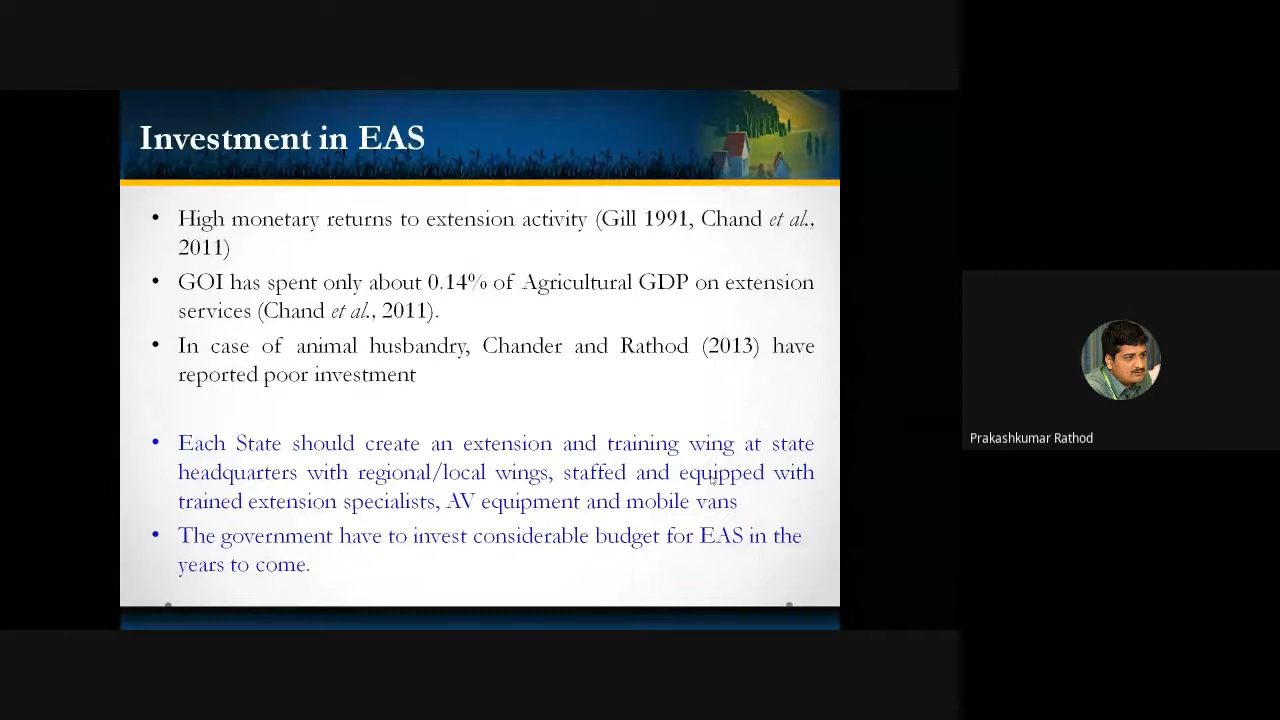 Investment in EAS
• High monetary returns to extension activity (Gill 1991, Chand et al.,
2011)
• GOI has spent only about 0.14% of Agricultural GDP on extension
services (Chand et al., 2011).
• In case of animal husbandry, Chander and Rathod (2013) have
reported poor investment
• Each State should create an extension and training wing at state
headquarters with regional/local wings, staffed and equipped with
trained extension specialists, AV equipment and mobile vans
• The government have to invest considerable budget for EAS in the
years to come.
Prakashkumar Rathod